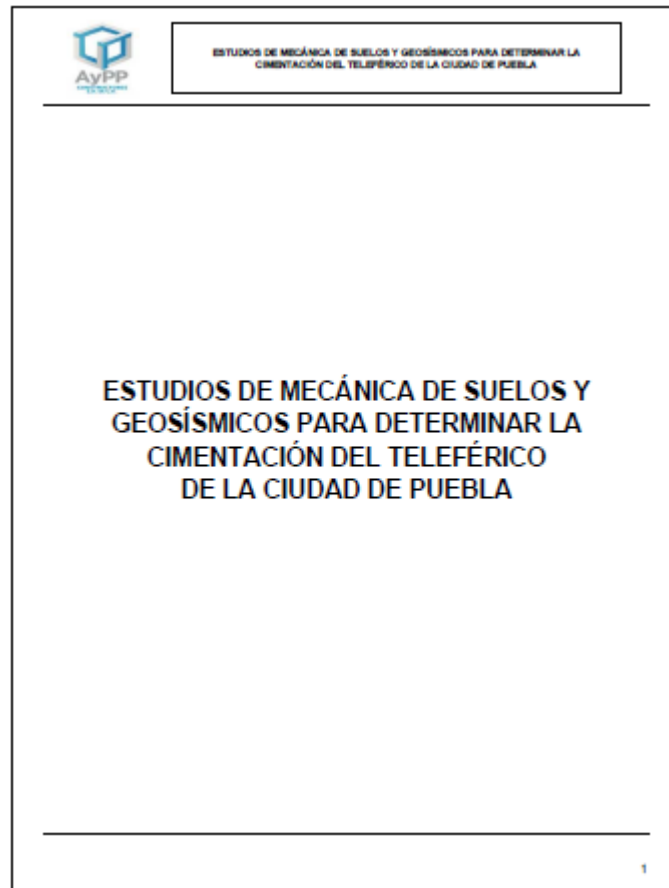 AyPP
ESTUDIOS DE MECÁNICA DE SUELOS Y GEOSÍSMICOS PARA DETERMINAR LA
CIMENTACIÓN DEL TELEFÉRICO DE LA CIUDAD DE PUEBLA
ESTUDIOS DE MECÁNICA DE SUELOS Y
GEOSÍSMICOS PARA DETERMINAR LA
CIMENTACIÓN DEL TELEFÉRICO
DE LA CIUDAD DE PUEBLA
1